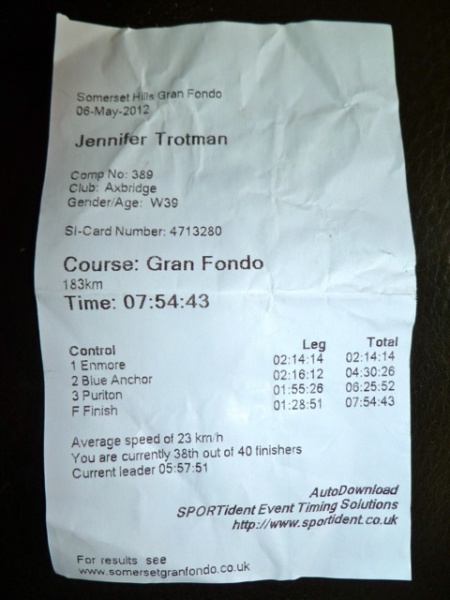 Somerset Hills Gran Fondo
06-May-2012
Jennifer Trotman
Comp No: 389
Club: Axbridge
Gender/Age: W39
SI-Card Number: 4713280
Course: Gran Fondo
183km
Time: 07:54:43
Control Leg Total
1 Enmore 02:14:14 02:14:14
2 Blue Anchor 02:16:12 04:30:26
3 Puriton 01:55:26 06:25:52
F Finish 01:28:51 07:54:43
Average speed of 23 km/h
You are currently 38th out of 40 finishers
Current leader 05:57:51
AutoDownload
SPORTident Event Timing Solutions
http://www.sportident.co.uk
For results see
www.somersetgranfondo.co.uk